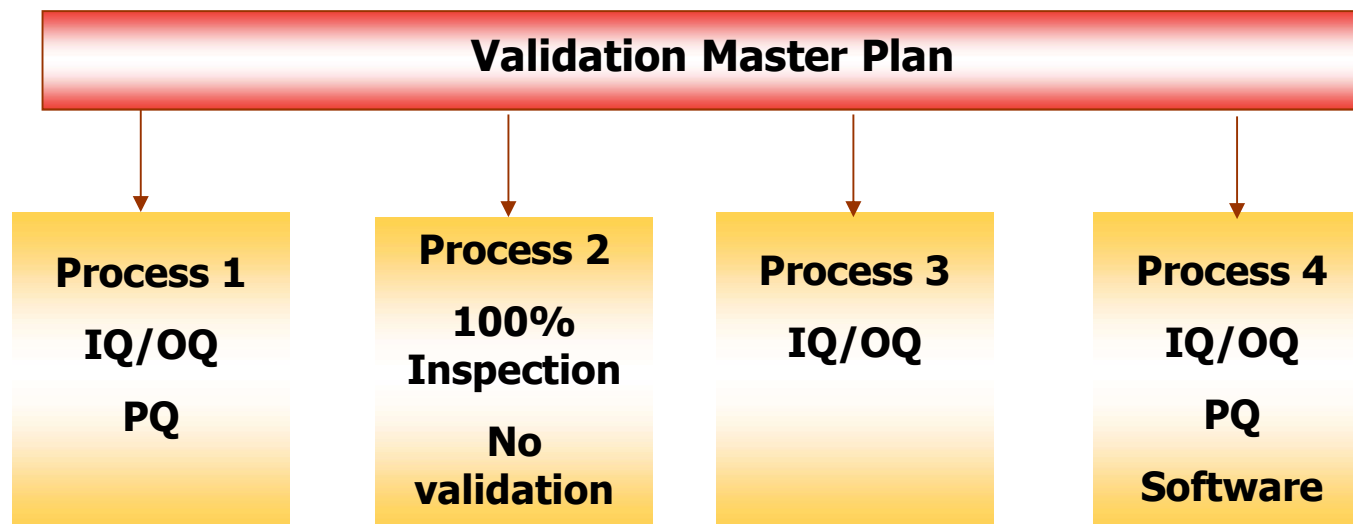 Validation Master Plan
Process 1
IQ/OQ
PQ
Process 2
100%
Inspection
No
validation
Process 3
IQ/OQ
Process 4
IQ/OQ
PQ
Software